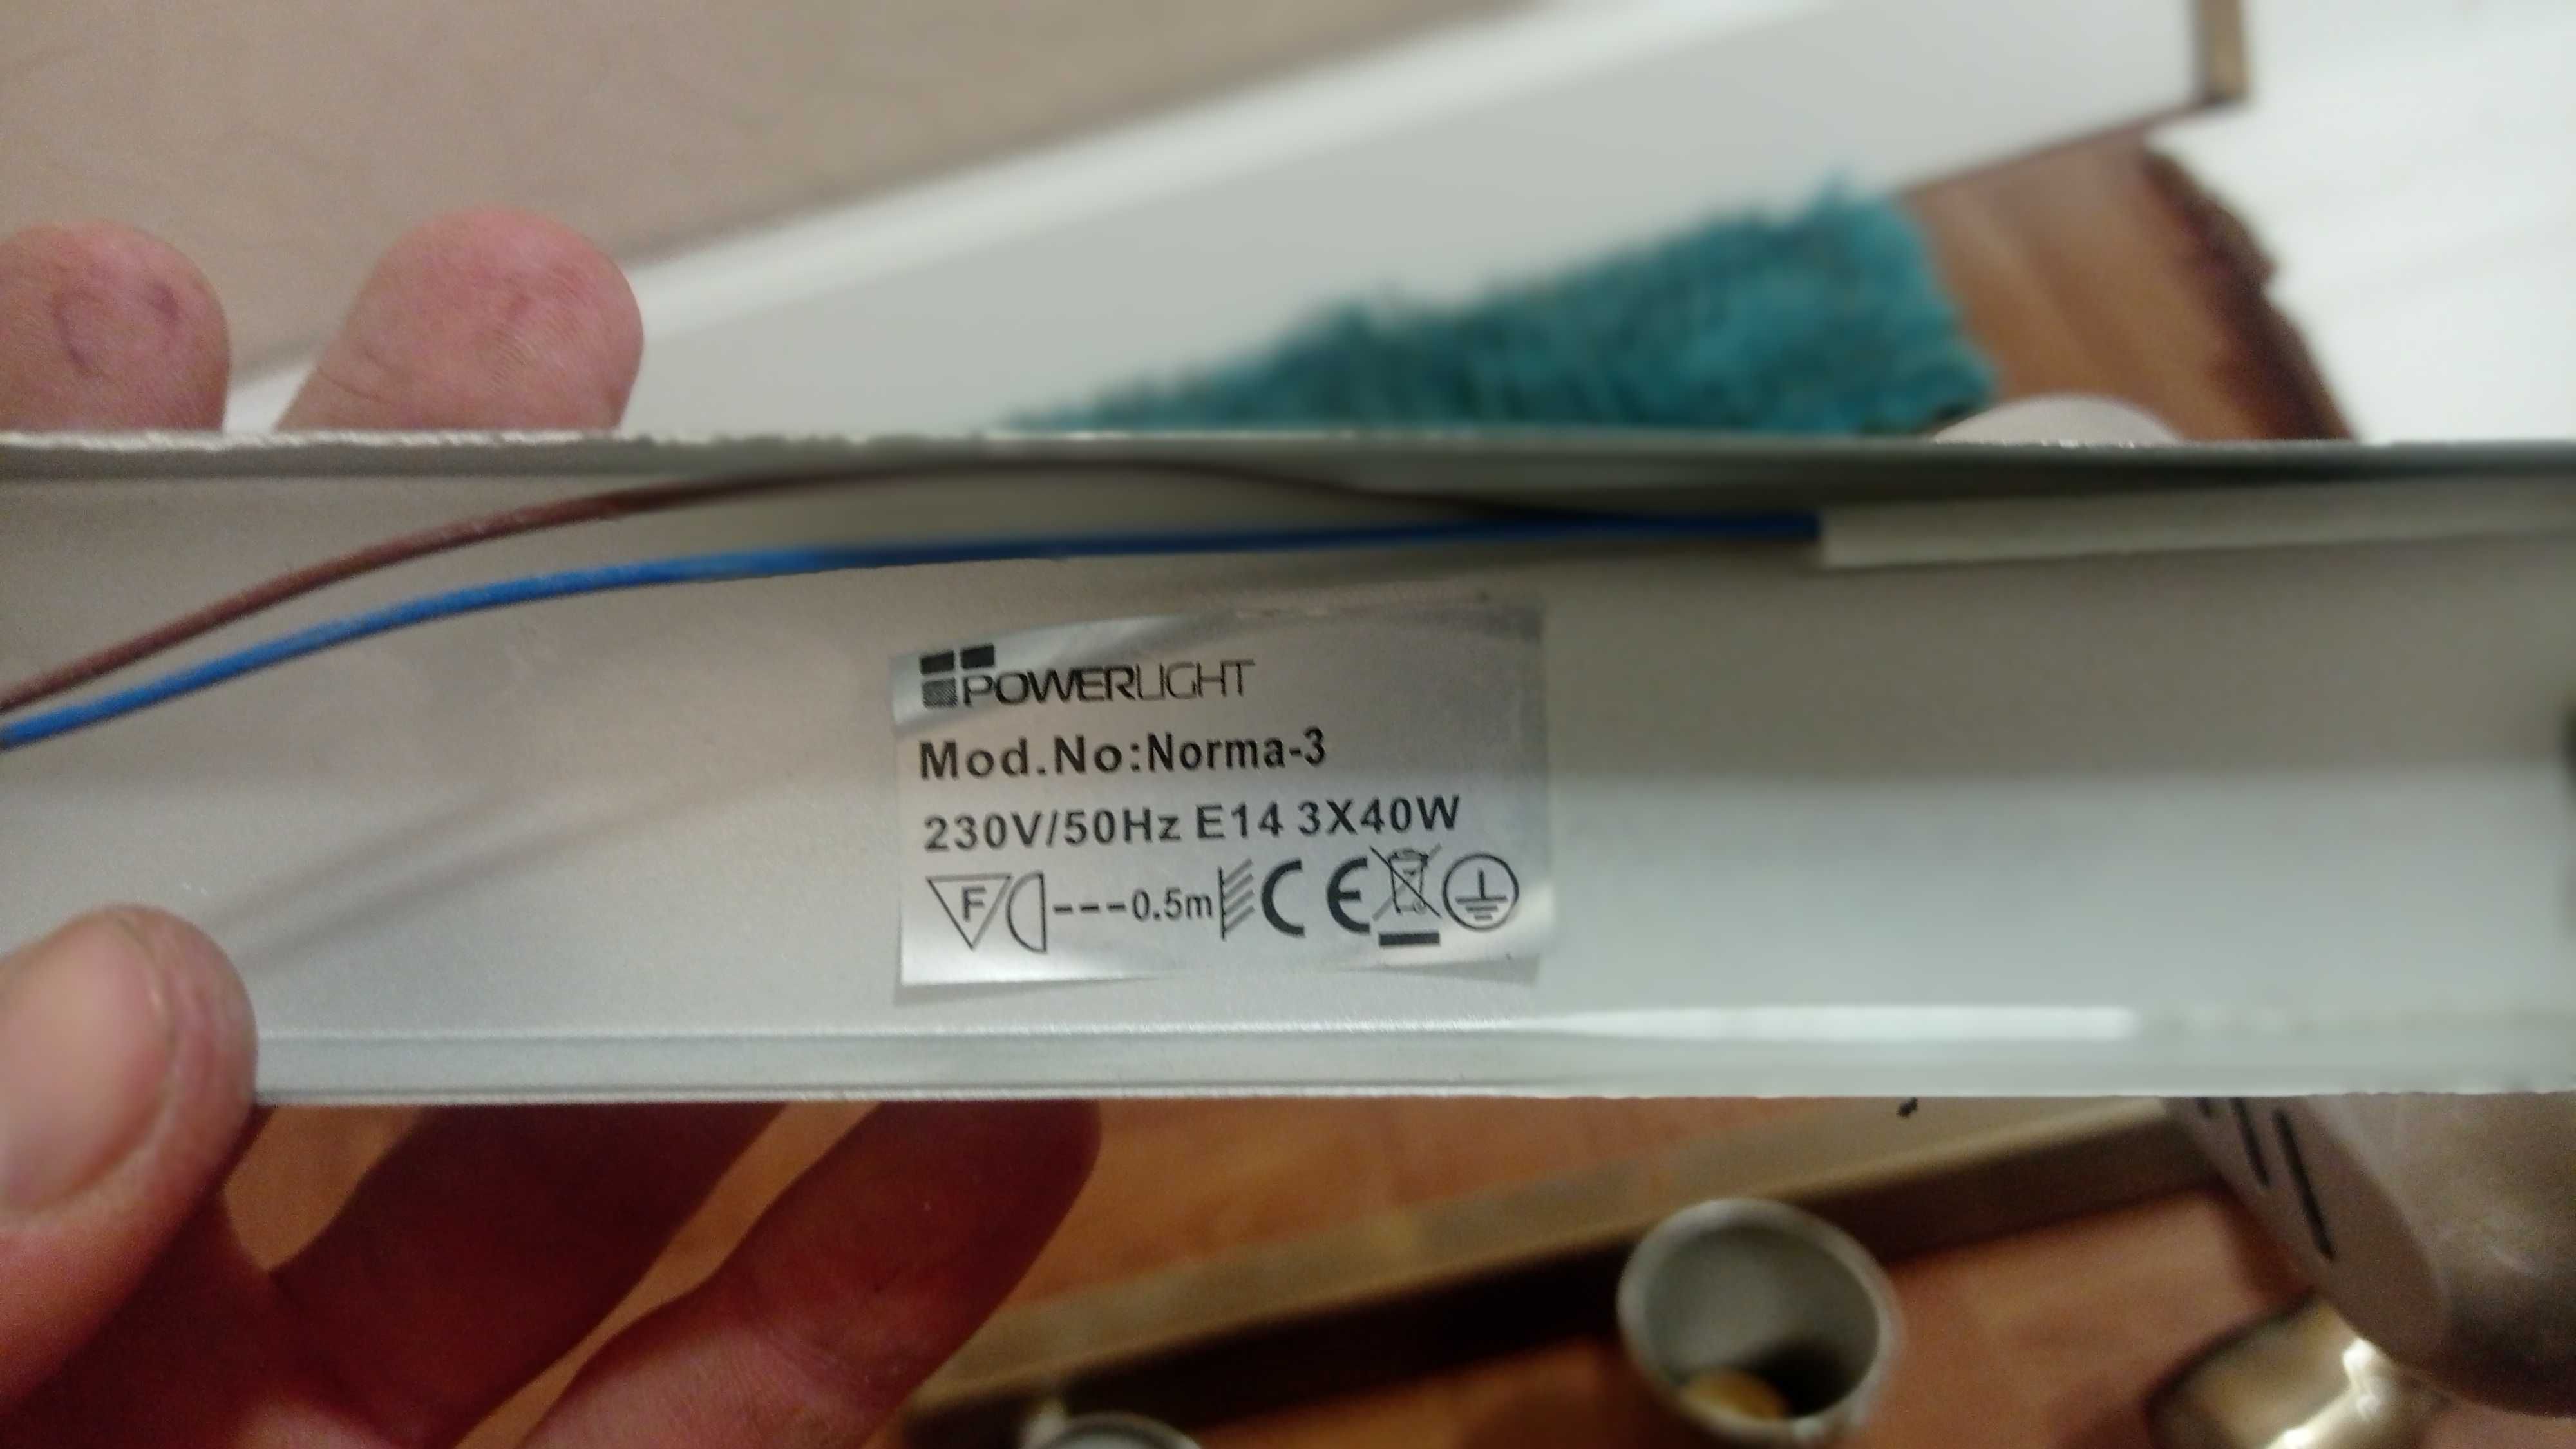 POWERLIGHT
Mod.No:Norma-3
230V/50Hz E14 3X40W
F ---0.5m CE